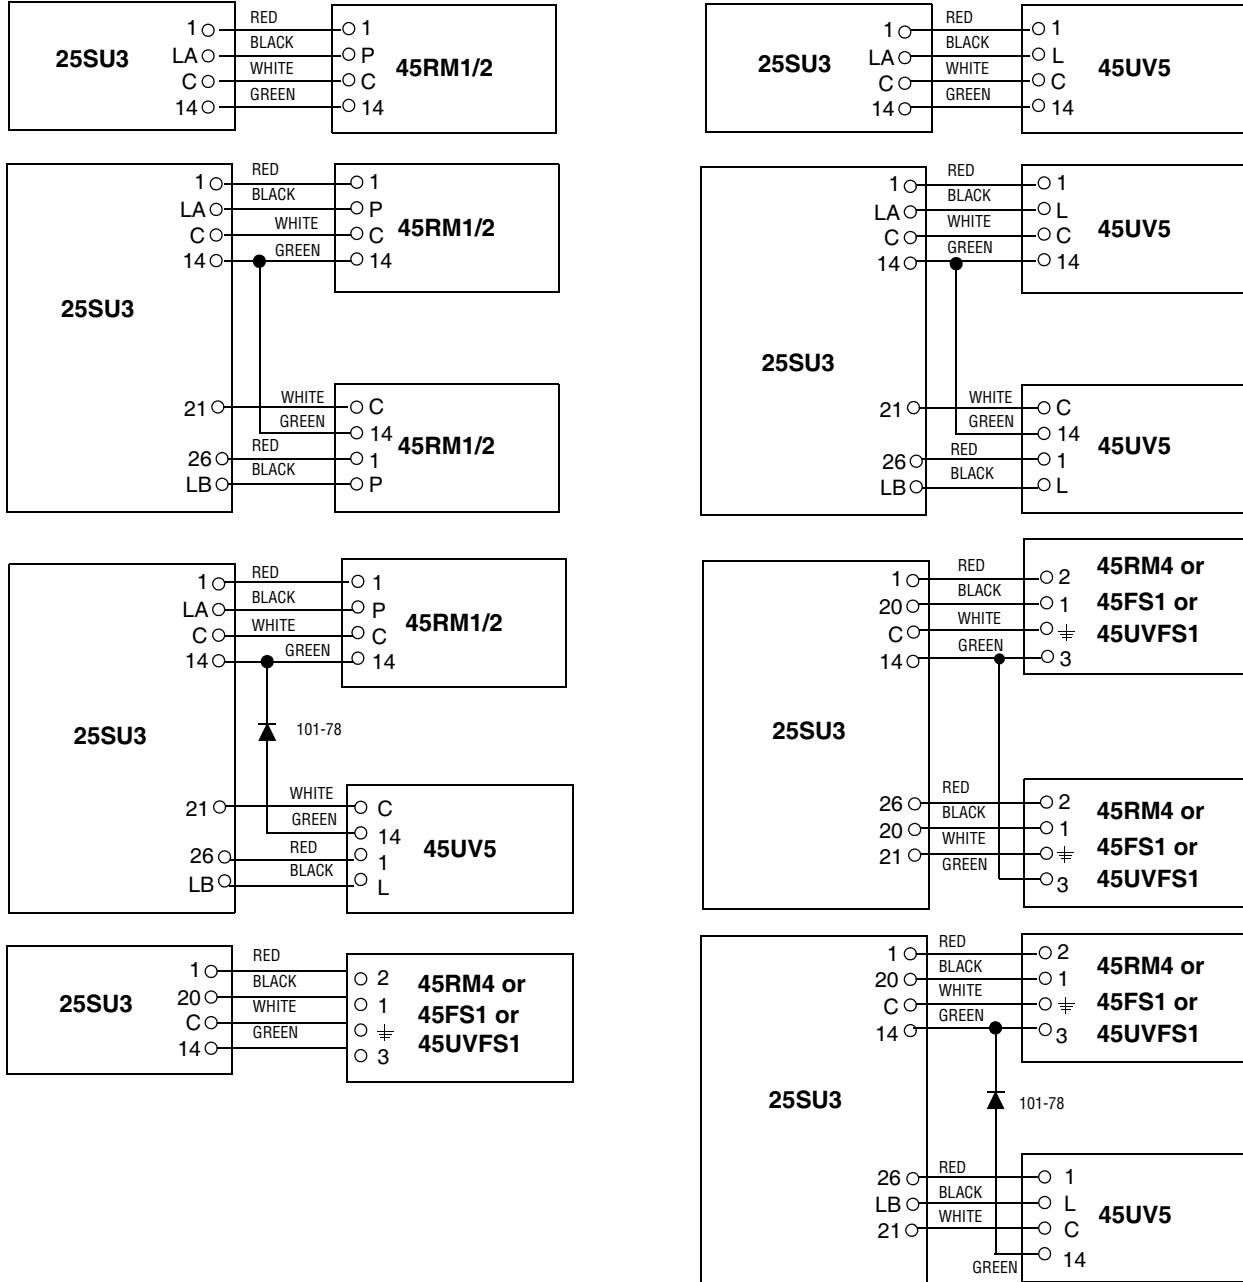 1 RED 1
LA BLACK P
25SU3 45RM1/2
C WHITE C
14 GREEN 14
1 RED 1
LA BLACK L
25SU3 45UV5
C WHITE C
14 GREEN 14
1 RED 1
LA BLACK P
C WHITE C 45RM1/2
14 GREEN 14
25SU3
21 WHITE C
GREEN 14
45RM1/2
26 RED 1
LB BLACK P
1 RED 1
LA BLACK L
C WHITE C 45UV5
14 GREEN 14
25SU3
21 WHITE C
GREEN 14
45UV5
26 RED 1
LB BLACK L
1 RED 1
LA BLACK P
45RM1/2
C WHITE C
14 GREEN 14
25SU3 101-78
21 WHITE C
GREEN 14
45UV5
26 RED 1
LB BLACK L
1 RED 2 45RM4 or
20 BLACK 1 45FS1 or
C WHITE 45UVFS1
14 GREEN 3
25SU3
26 RED 2 45RM4 or
20 BLACK 1
21 WHITE 45FS1 or
GREEN 3 45UVFS1
1 RED 2 45RM4 or
25SU3
20 BLACK 1 45FS1 or
C WHITE
14 GREEN 3 45UVFS1
1 RED 2 45RM4 or
20 BLACK 1
C WHITE 45FS1 or
14 GREEN 3 45UVFS1
25SU3 101-78
26 RED 1
LB BLACK L
45UV5
21 WHITE C
GREEN 14